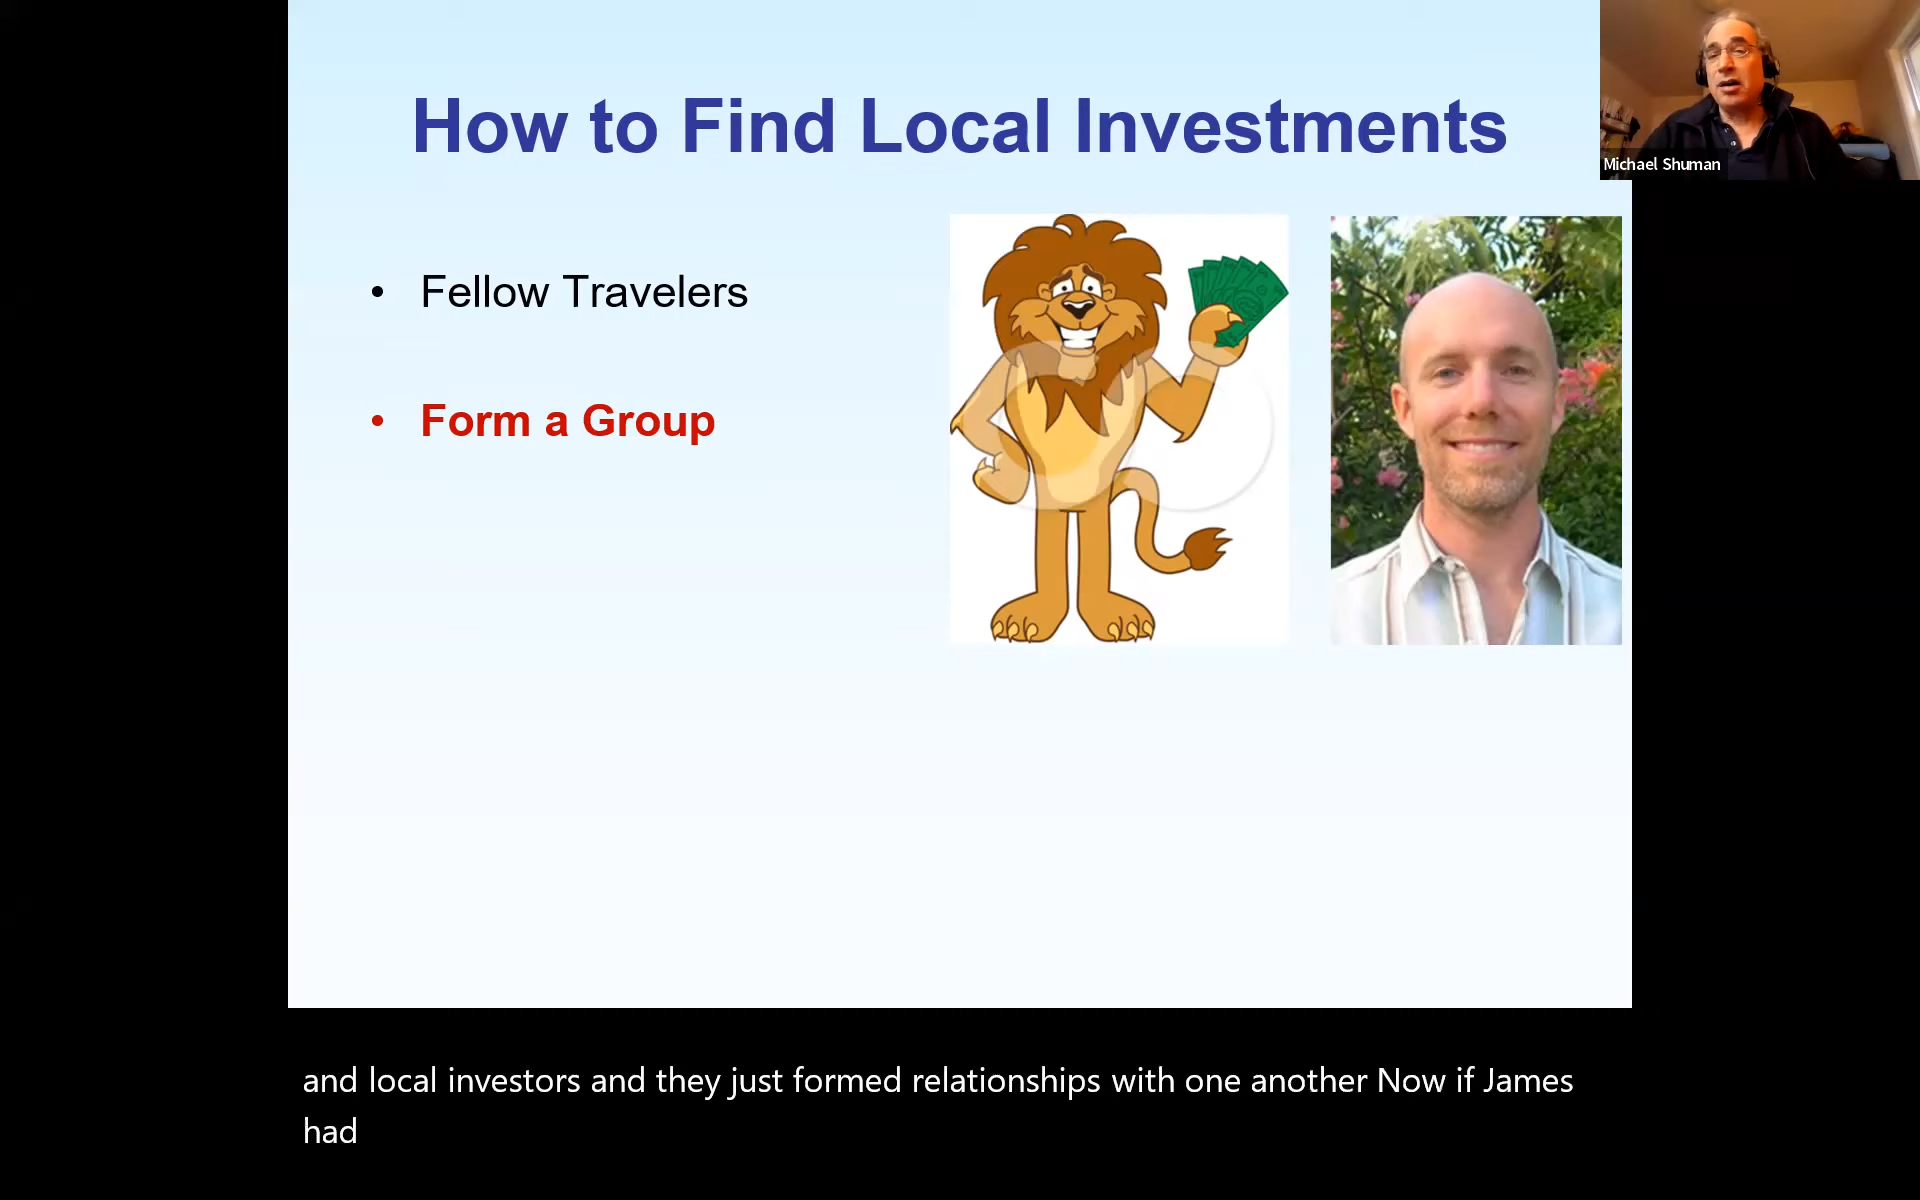 How to Find Local Investments
Michael Shuman
• Fellow Travelers
• Form a Group
and local investors and they just formed relationships with one another Now if James
had